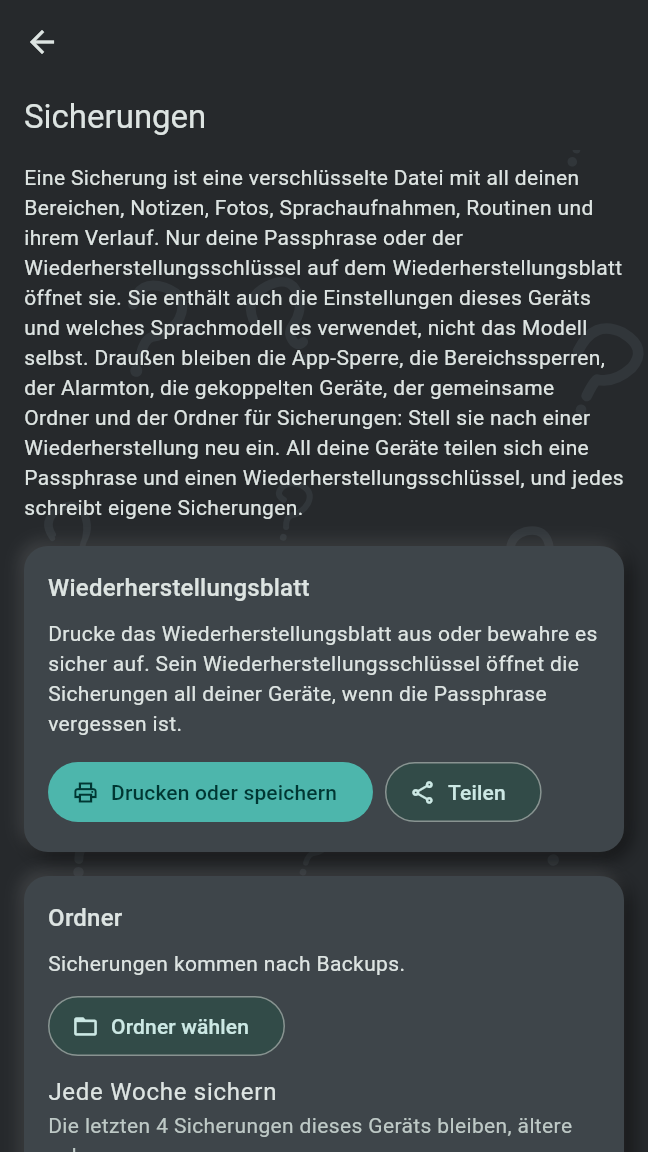 Sicherungen
Eine Sicherung ist eine verschlüsselte Datei mit all deinen
Bereichen, Notizen, Fotos, Sprachaufnahmen, Routinen und
ihrem Verlauf. Nur deine Passphrase oder der
Wiederherstellungsschlüssel auf dem Wiederherstellungsblatt
öffnet sie. Sie enthält auch die Einstellungen dieses Geräts
und welches Sprachmodell es verwendet, nicht das Modell
selbst. Draußen bleiben die App-Sperre, die Bereichssperren,
der Alarmton, die gekoppelten Geräte, der gemeinsame
Ordner und der Ordner für Sicherungen: Stell sie nach einer
Wiederherstellung neu ein. All deine Geräte teilen sich eine
Passphrase und einen Wiederherstellungsschlüssel, und jedes
schreibt eigene Sicherungen.
Wiederherstellungsblatt
Drucke das Wiederherstellungsblatt aus oder bewahre es
sicher auf. Sein Wiederherstellungsschlüssel öffnet die
Sicherungen all deiner Geräte, wenn die Passphrase
vergessen ist.
Drucken oder speichern
Teilen
Ordner
Sicherungen kommen nach Backups.
Ordner wählen
Jede Woche sichern
Die letzten 4 Sicherungen dieses Geräts bleiben, ältere